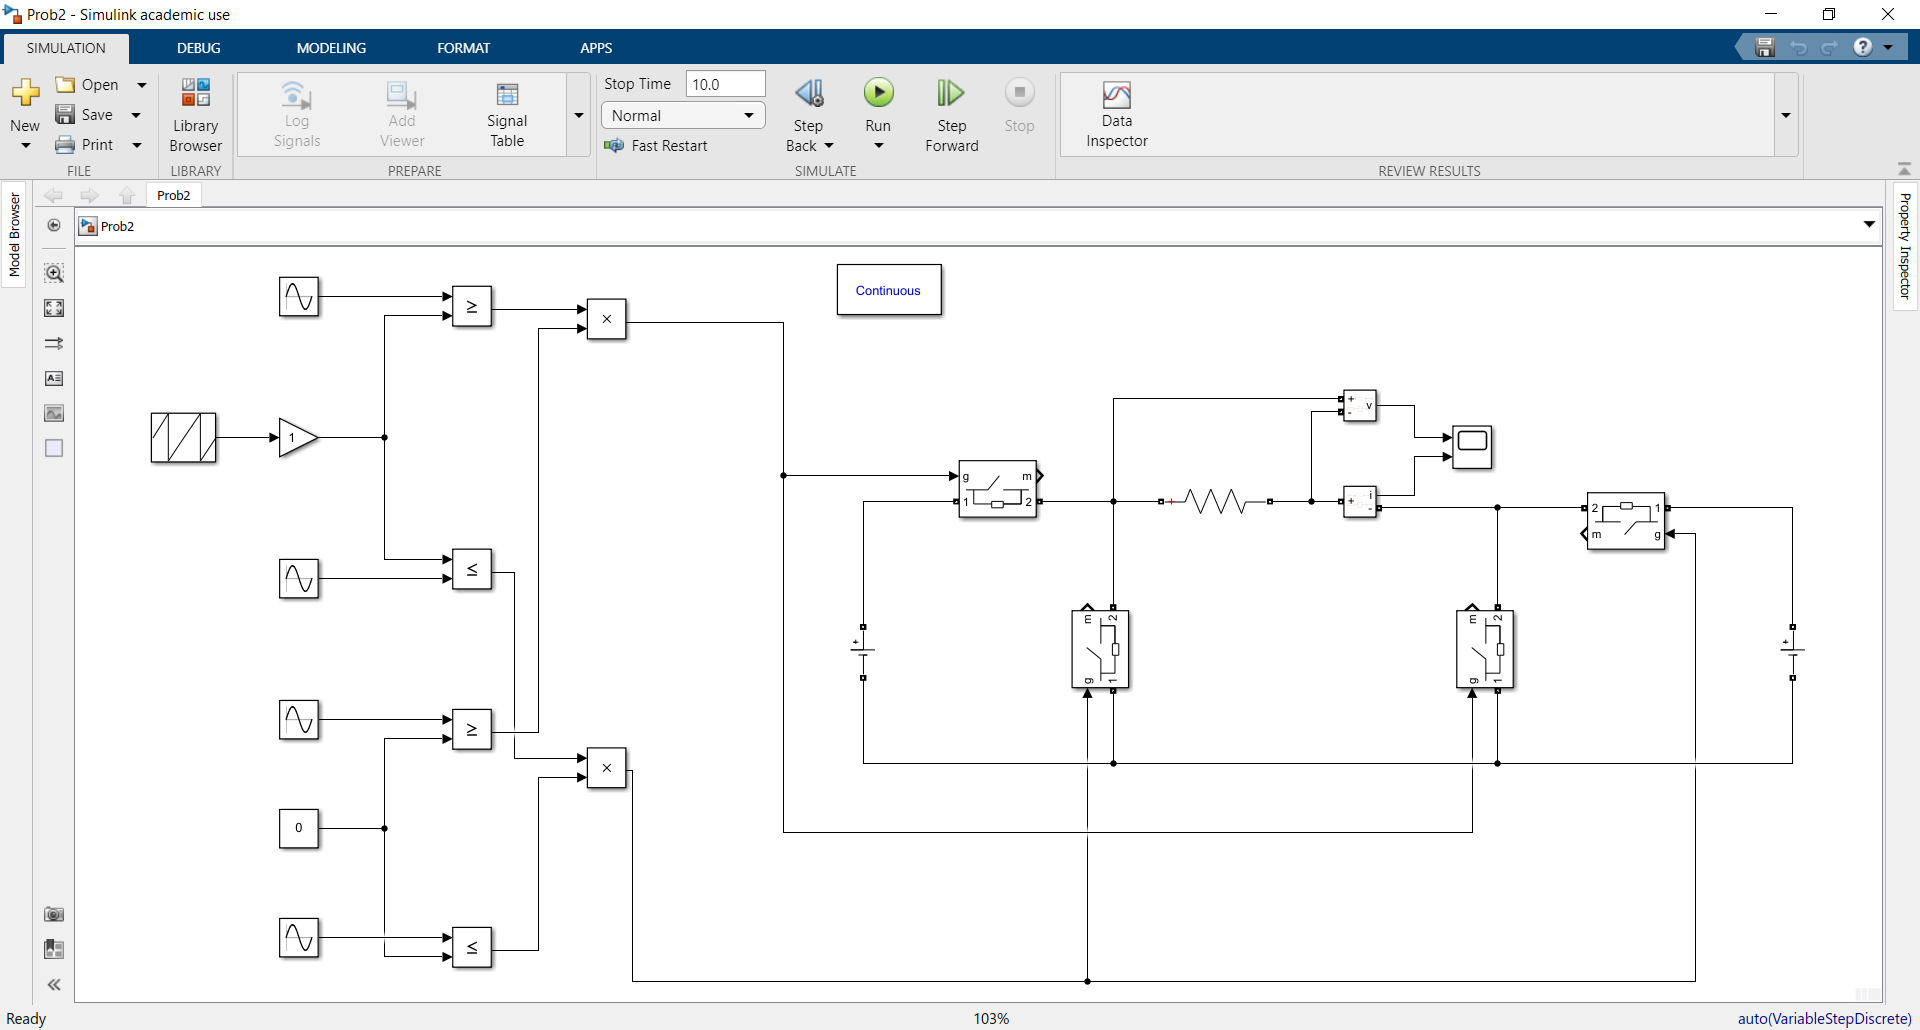 Prob2 - Simulink academic use
SIMULATION DEBUG MODELING FORMAT APPS
New
Open
Save
Print
FILE
Library
Browser
LIBRARY
Log
Signals
Add
Viewer
Signal
Table
PREPARE
Stop Time 10.0
Normal
Fast Restart
Step
Back
Run
Step
Forward
Stop
SIMULATE
Data
Inspector
REVIEW RESULTS
Model Browser
Prob2
Prob2
Property Inspector
Continuous
≥
×
1
≤
≥
×
0
≤
+ v
-
g m
1 2
+
+ i
-
2 1
m g
m 2
g 1
m 2
g 1
+
+
Ready
103%
auto(VariableStepDiscrete)